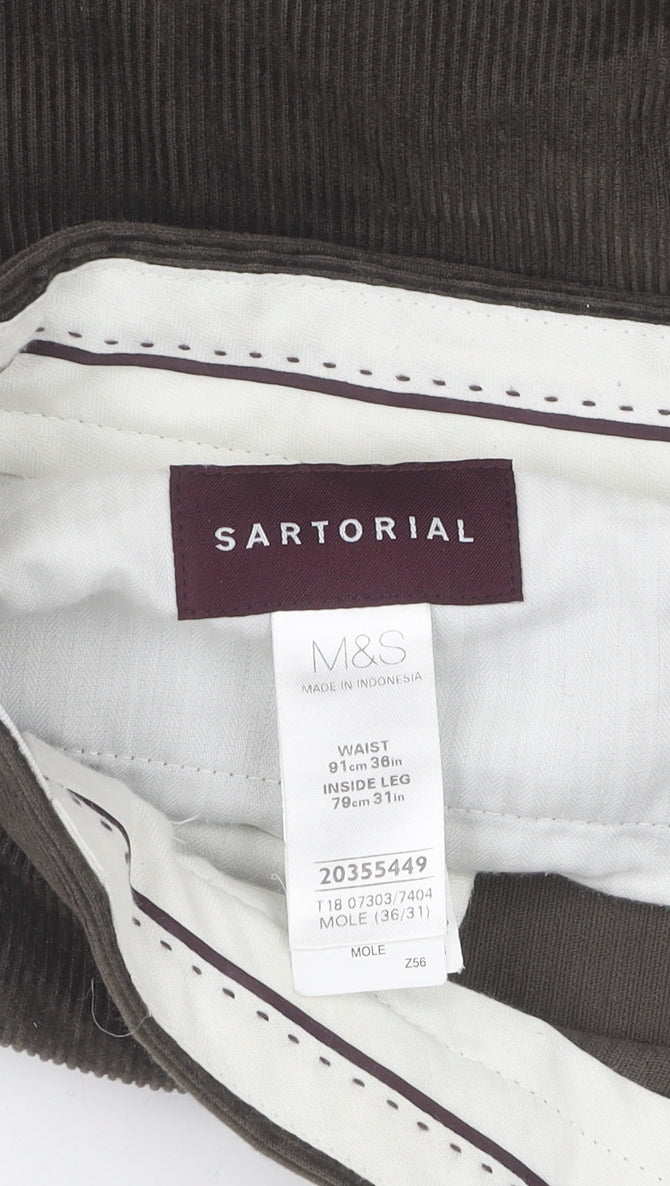 SARTORIAL
M&S
MADE IN INDONESIA
WAIST
91cm 36in
INSIDE LEG
79cm 31in
20355449
T18 07303/7404
MOLE (36/31)
MOLE
Z56